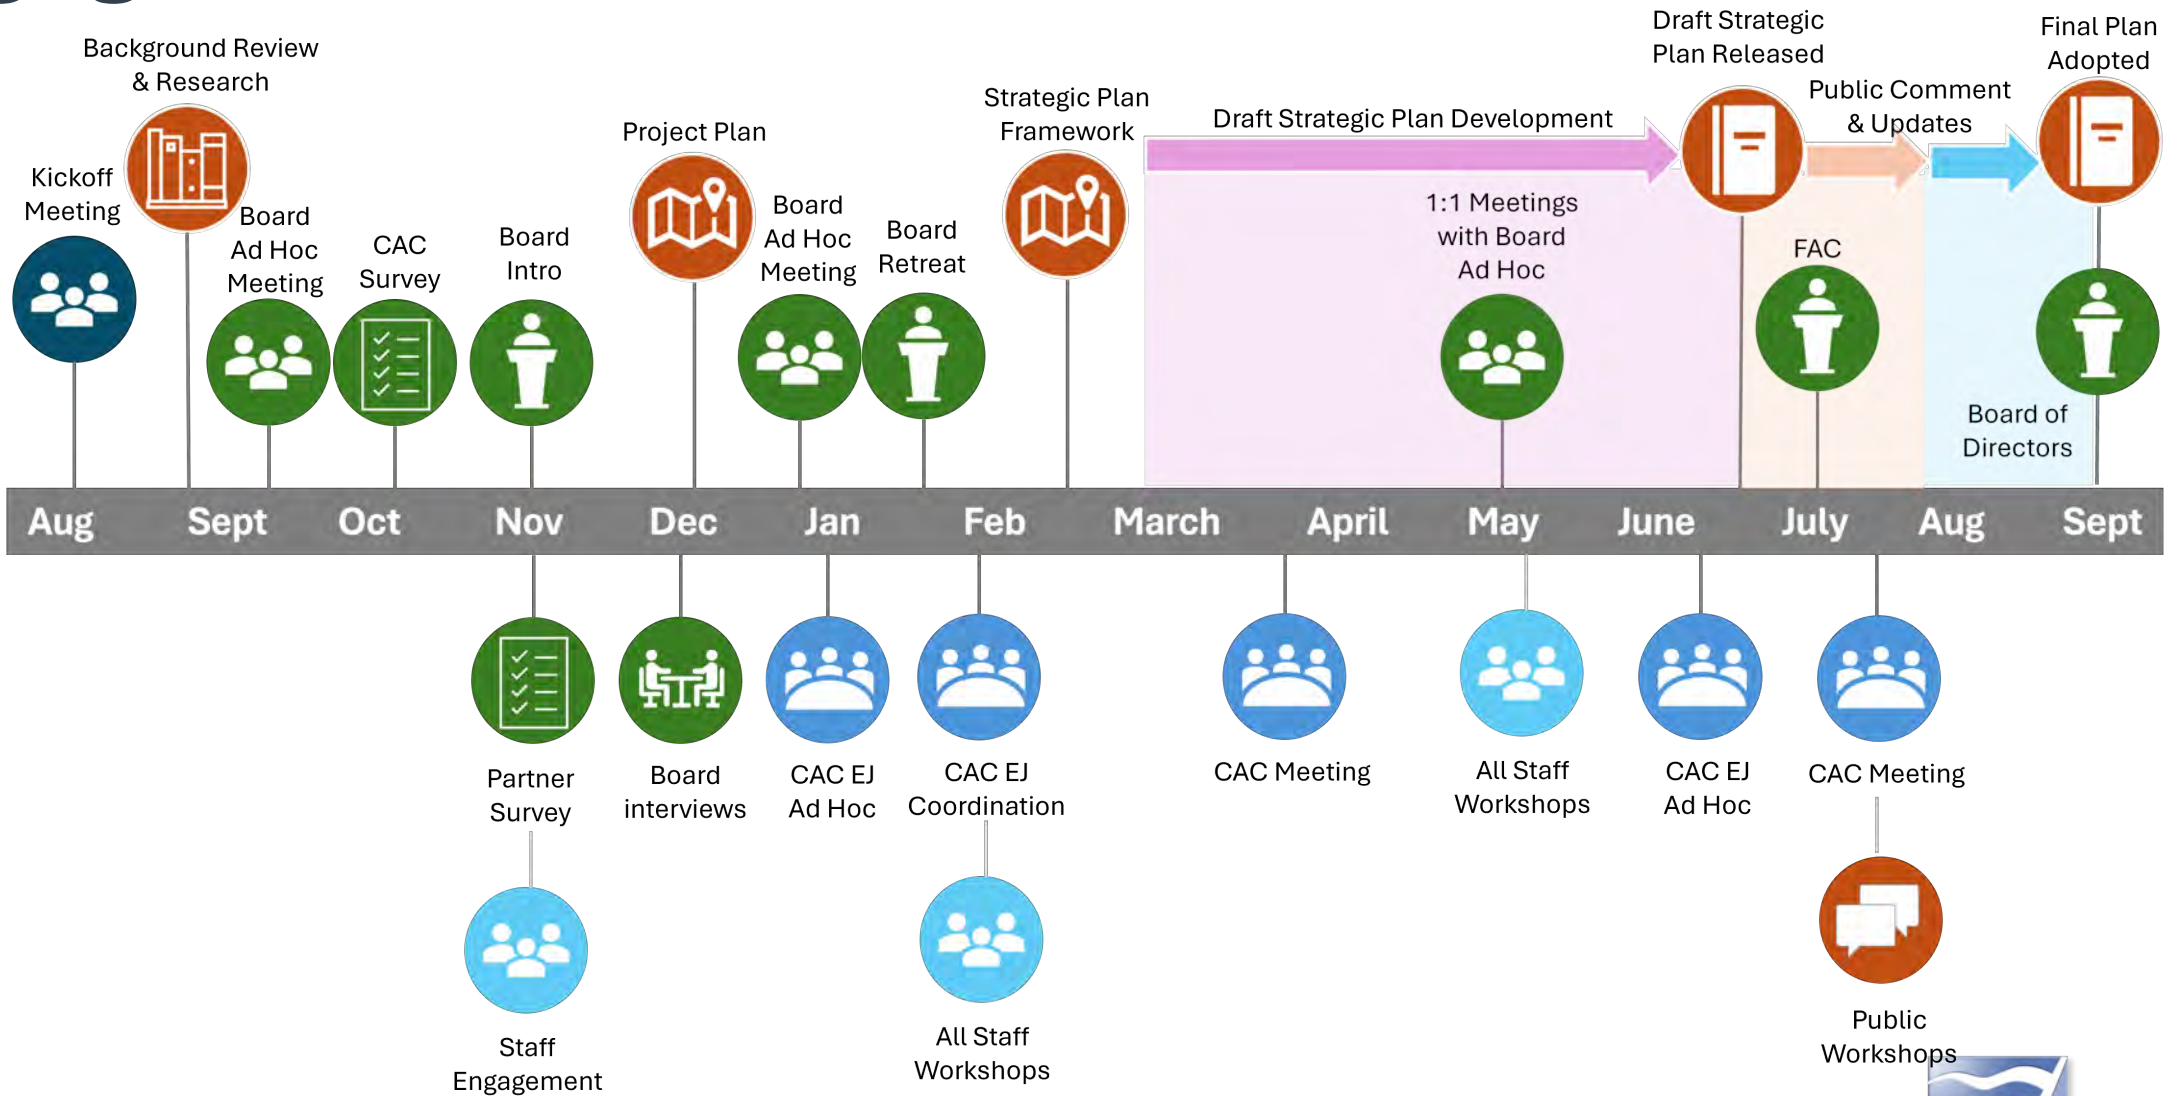 Background Review
& Research
Kickoff
Meeting
Board
Ad Hoc
Meeting
CAC
Survey
Board
Intro
Project Plan
Board
Ad Hoc
Meeting
Board
Retreat
Strategic Plan
Framework
Draft Strategic Plan Development
1:1 Meetings
with Board
Ad Hoc
Draft Strategic
Plan Released
Public Comment
& Updates
FAC
Final Plan
Adopted
Board of
Directors
Aug Sept Oct Nov Dec Jan Feb March April May June July Aug Sept
Partner
Survey
Board
interviews
CAC EJ
Ad Hoc
CAC EJ
Coordination
CAC Meeting
All Staff
Workshops
CAC EJ
Ad Hoc
CAC Meeting
Staff
Engagement
All Staff
Workshops
Public
Workshops